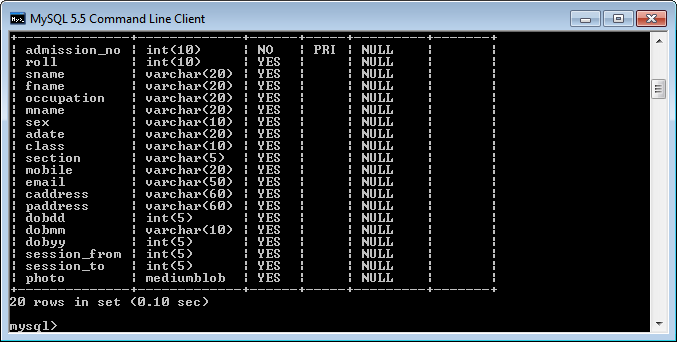 MySQL 5.5 Command Line Client
+--------------+-------------+------+-----+---------+-------+
| admission_no | int(10) | NO | PRI | NULL | |
| roll | int(10) | YES | | NULL | |
| sname | varchar(20) | YES | | NULL | |
| fname | varchar(20) | YES | | NULL | |
| occupation | varchar(20) | YES | | NULL | |
| mname | varchar(20) | YES | | NULL | |
| sex | varchar(10) | YES | | NULL | |
| adate | varchar(20) | YES | | NULL | |
| class | varchar(10) | YES | | NULL | |
| section | varchar(5) | YES | | NULL | |
| mobile | varchar(20) | YES | | NULL | |
| email | varchar(50) | YES | | NULL | |
| caddress | varchar(60) | YES | | NULL | |
| paddress | varchar(60) | YES | | NULL | |
| dobdd | int(5) | YES | | NULL | |
| dobmm | varchar(10) | YES | | NULL | |
| dobyy | int(5) | YES | | NULL | |
| session_from | int(5) | YES | | NULL | |
| session_to | int(5) | YES | | NULL | |
| photo | mediumblob | YES | | NULL | |
+--------------+-------------+------+-----+---------+-------+
20 rows in set (0.10 sec)
mysql>